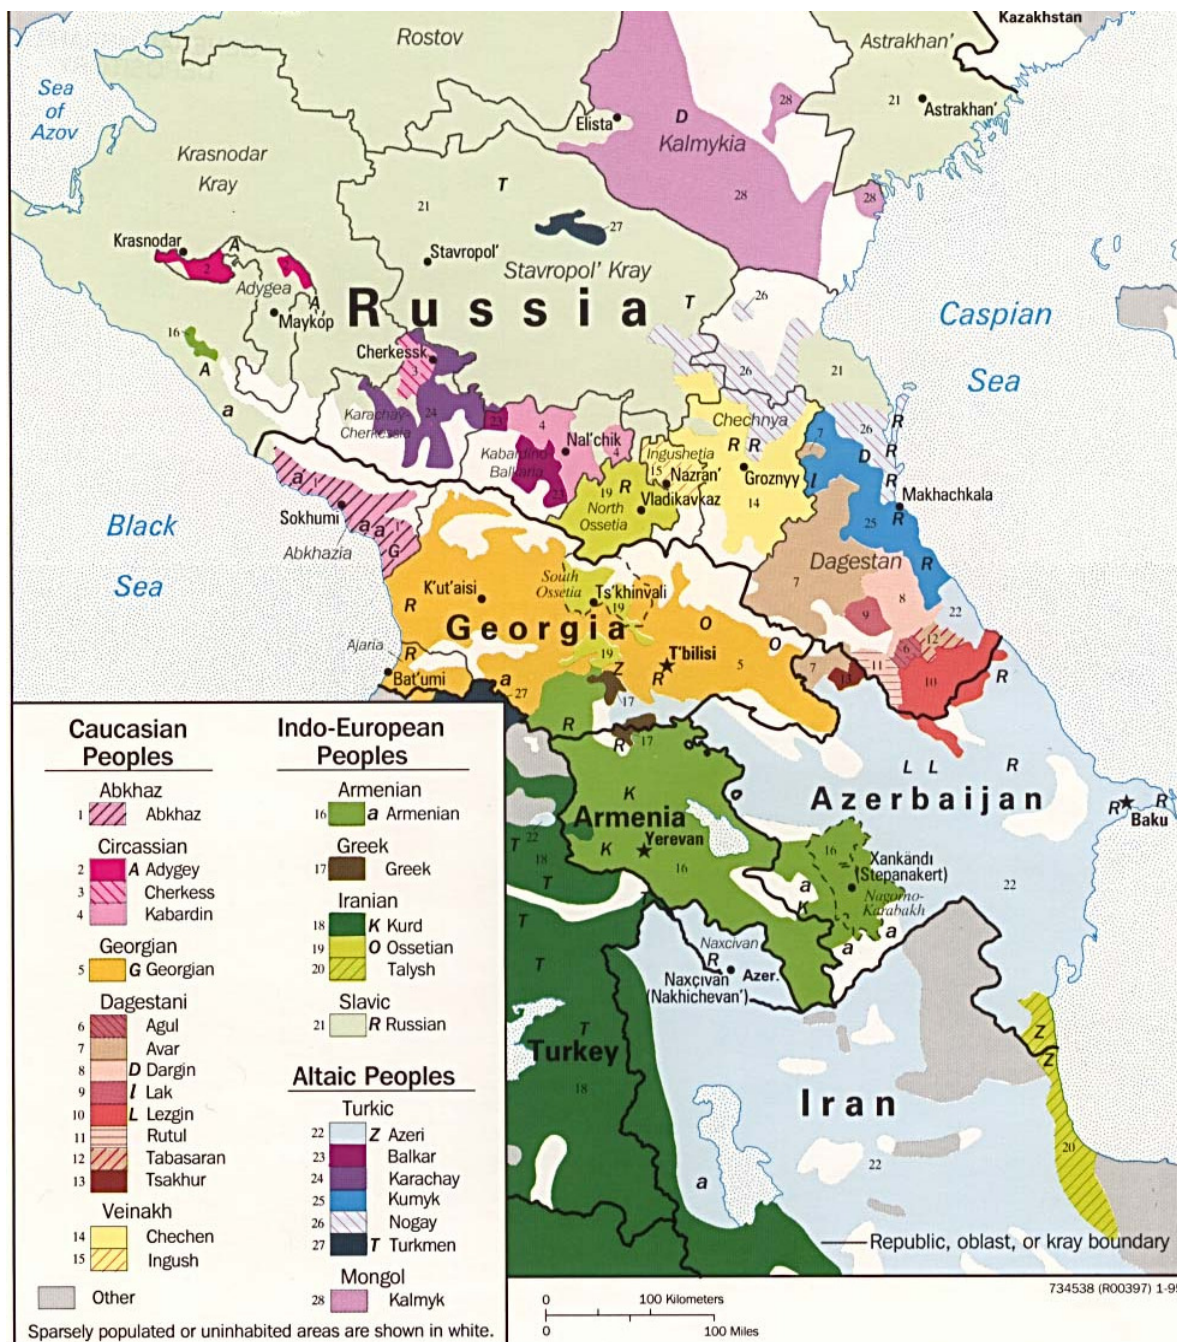 Kazakhstan
Rostov
Astrakhan'
Sea
of
Azov
28
21
Astrakhan'
Elista
D
Kalmykia
Krasnodar
Kray
T
28
28
21
27
Krasnodar
A
Stavropol'
2
2
Stavropol' Kray
Adygea
A
Russia
T
26
Caspian
Sea
Maykop
16
A
Cherkessk
3
26
21
a
Karachay-
Cherkessia
24
23
4
Chechnya
7
26
R
Nal'chik
4
Ingushetia
R R
D
R
Kabardino-
Balkaria
15
Nazran'
Groznyy
l
R
a
23
19
R
Vladikavkaz
14
Makhachkala
R
Sokhumi
North
Ossetia
25
Black
Sea
a
a
1
G
Abkhazia
Dagestan
South
Ossetia
7
8
R
K'ut'aisi
Ts'khinvali
9
22
R
19
Georgia
O
O
6
12
Ajaria
R
19
T'bilisi
7
11
Bat'umi
a
Z
R
5
13
10
R
27
17
R
17
R
L L
R
K
Azerbaijan
R
R
Baku
Armenia
22
T
18
K
Yerevan
16
16
Xankändı
(Stepanakert)
T
a
K
22
Nagorno-
Karabakh
T
a
a
Naxcivan
R
Azer.
T
Naxçıvan
(Nakhichevan')
T
Z
Turkey
Z
18
Iran
20
22
a
Caucasian
Peoples
Abkhaz
1 Abkhaz
Circassian
2 A Adygey
3 Cherkess
4 Kabardin
Georgian
5 G Georgian
Dagestani
6 Agul
7 Avar
8 D Dargin
9 l Lak
10 L Lezgin
11 Rutul
12 Tabasaran
13 Tsakhur
Veinakh
14 Chechen
15 Ingush
Other
Indo-European
Peoples
Armenian
16 a Armenian
Greek
17 Greek
Iranian
18 K Kurd
19 O Ossetian
20 Talysh
Slavic
21 R Russian
Altaic Peoples
Turkic
22 Z Azeri
23 Balkar
24 Karachay
25 Kumyk
26 Nogay
27 T Turkmen
Mongol
28 Kalmyk
Sparsely populated or uninhabited areas are shown in white.
Republic, oblast, or kray boundary
0 100 Kilometers
0 100 Miles
734538 (R00397) 1-95